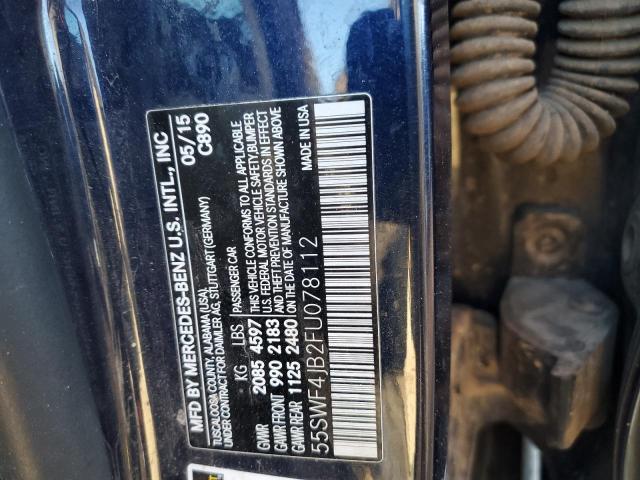 MFD BY MERCEDES-BENZ U.S. INTL., INC 05/15
TUSCALOOSA COUNTY, ALABAMA (USA), C890
UNDER CONTRACT FOR DAIMLER AG, STUTTGART (GERMANY)
KG LBS PASSENGER CAR
GVWR 2085 4597 THIS VEHICLE CONFORMS TO ALL APPLICABLE
GAWR FRONT 990 2183 U.S. FEDERAL MOTOR VEHICLE SAFETY, BUMPER
AND THEFT PREVENTION STANDARDS IN EFFECT
GAWR REAR 1125 2480 ON THE DATE OF MANUFACTURE SHOWN ABOVE
MADE IN USA
55SWF4JB2FU078112